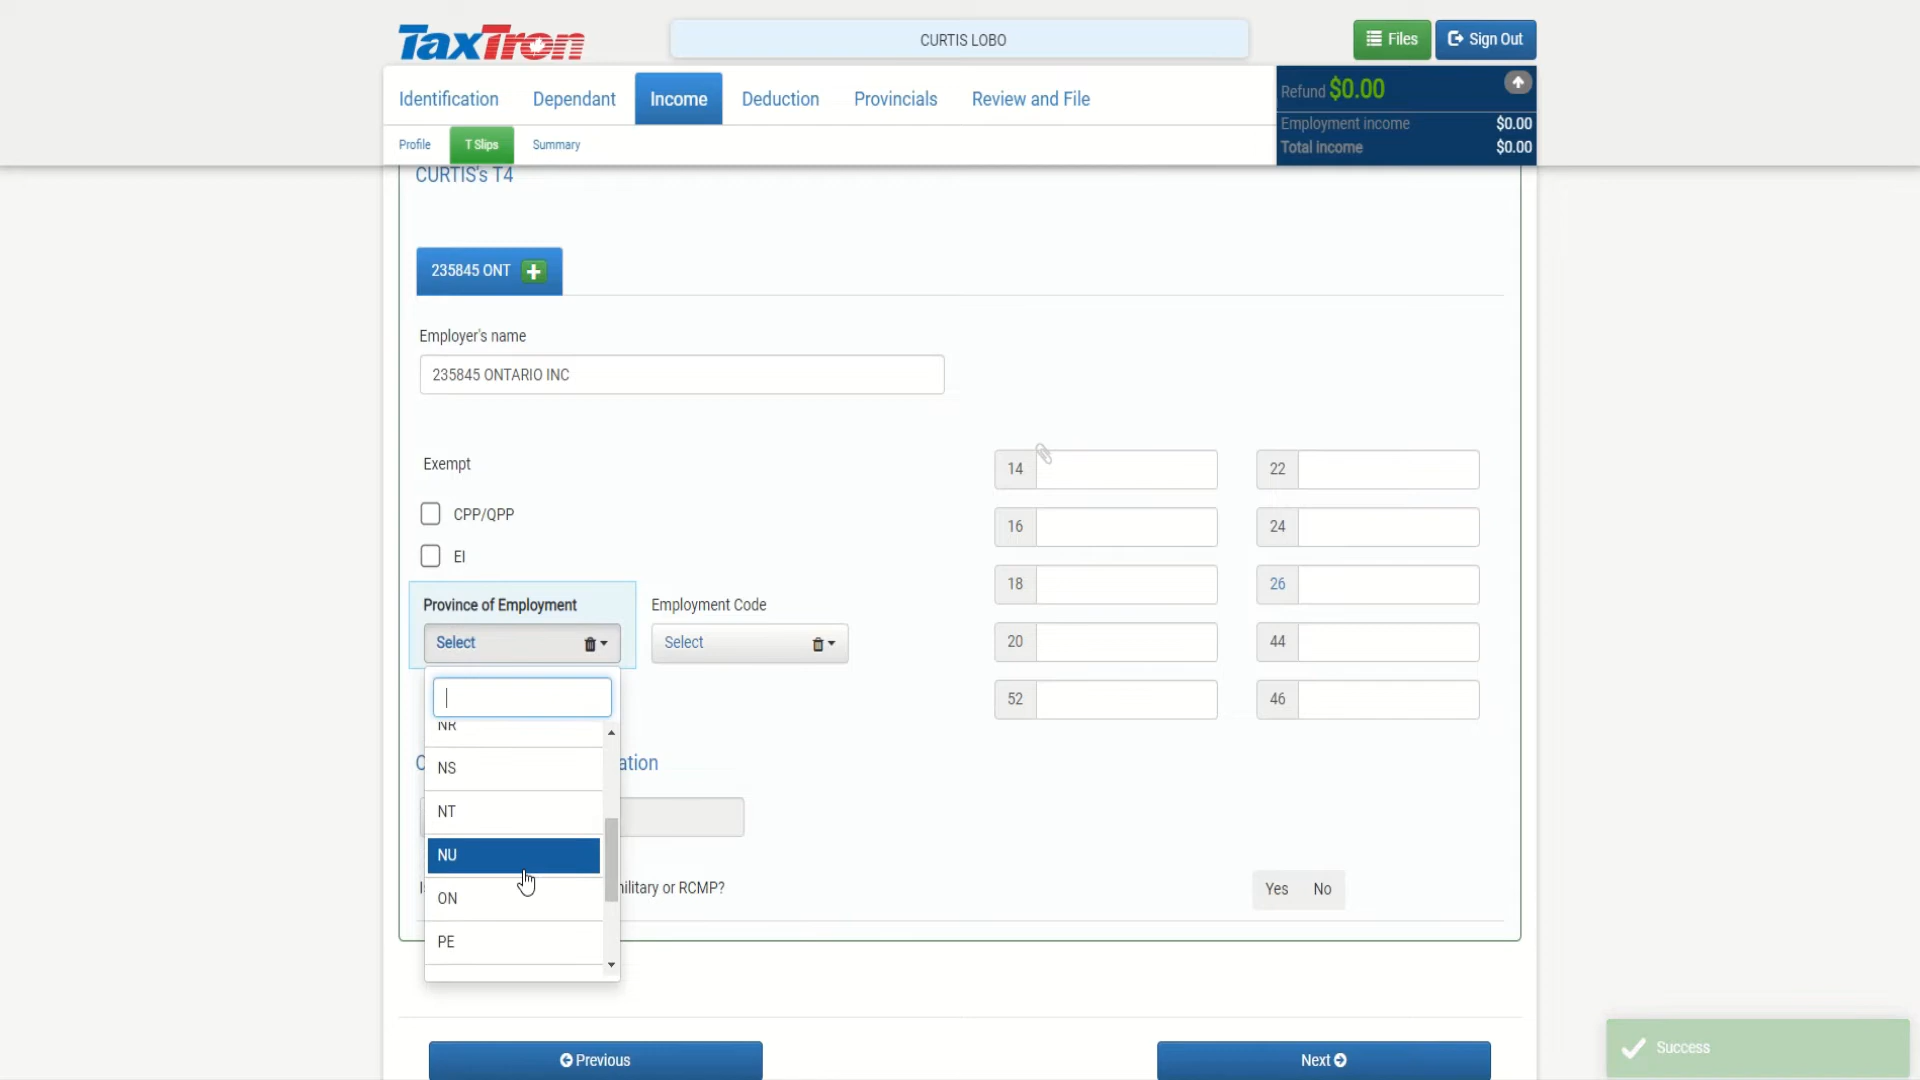 TaxTron
CURTIS LOBO
Files
Sign Out
Identification
Dependant
Income
Deduction
Provincials
Review and File
Refund $0.00
Employment income $0.00
Total income $0.00
Profile
T Slips
Summary
CURTIS's T4
235845 ONT
Employer's name
235845 ONTARIO INC
Exempt
CPP/QPP
EI
14
22
16
24
18
26
20
44
52
46
Province of Employment
Employment Code
Select
Select
NR
NS
NT
NU
ON
PE
ation
military or RCMP?
Yes No
Previous
Next
Success